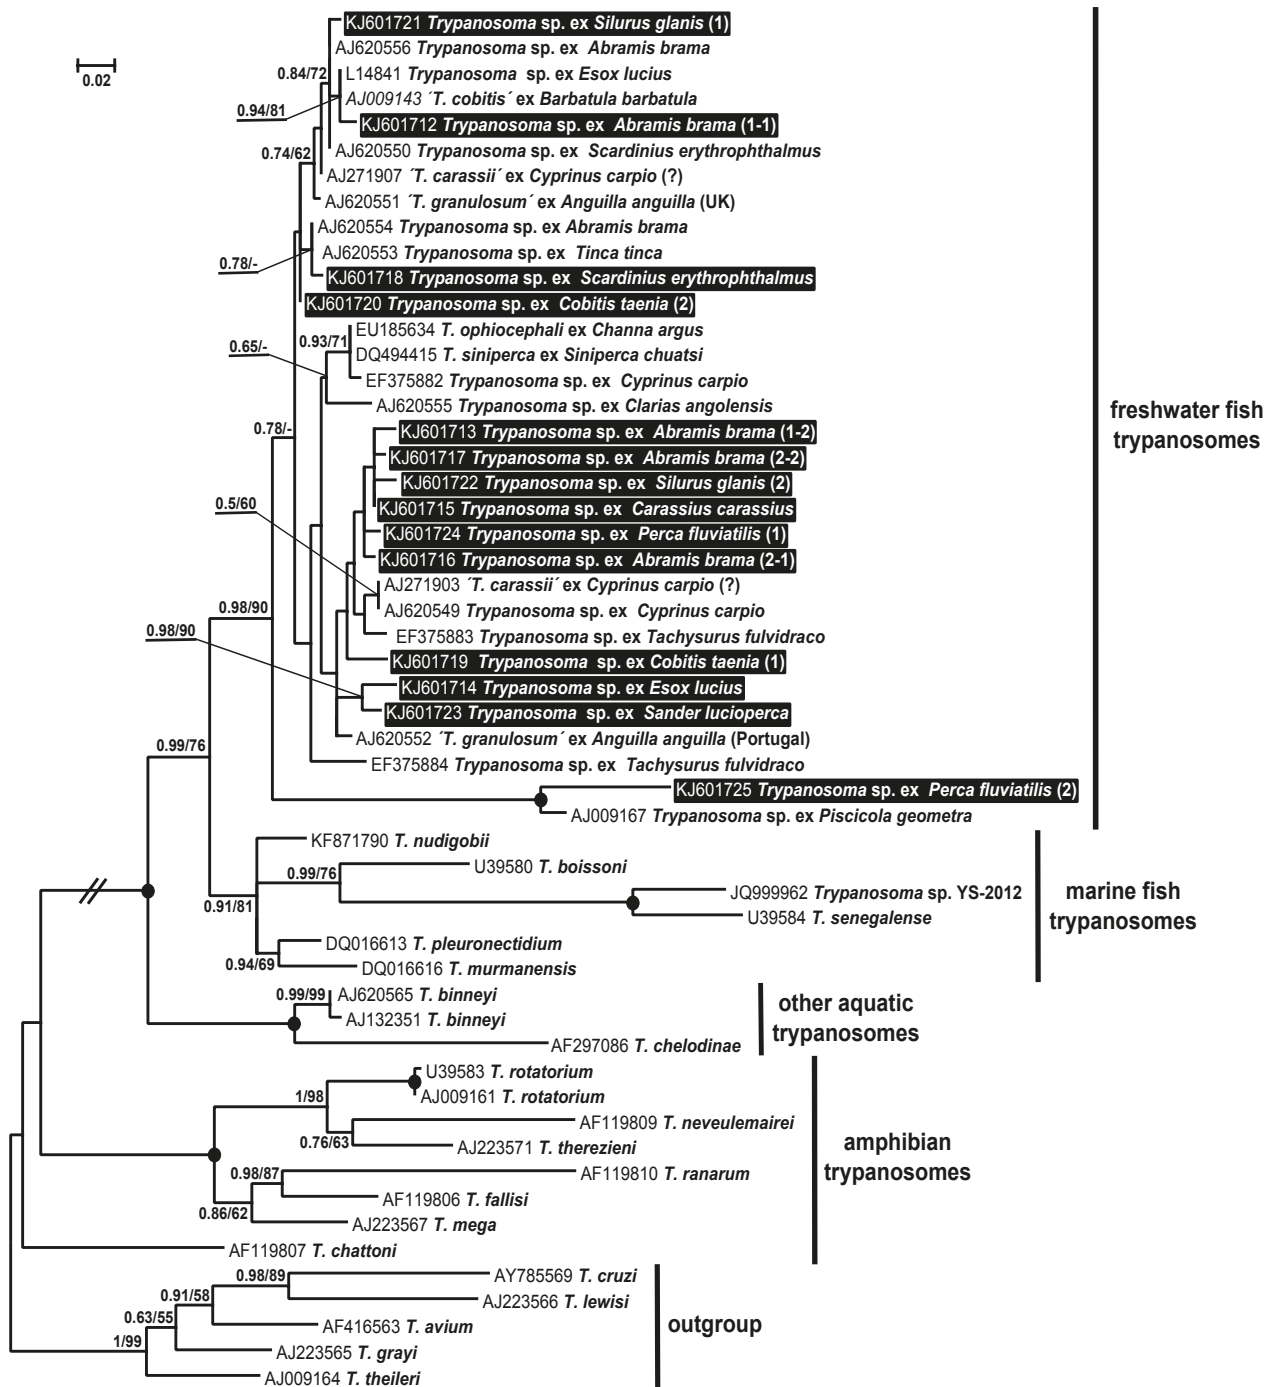 KJ601721 Trypanosoma sp. ex Silurus glanis (1)
AJ620556 Trypanosoma sp. ex Abramis brama
0.02
0.84/72
L14841 Trypanosoma sp. ex Esox lucius
AJ009143 ´T. cobitis´ ex Barbatula barbatula
0.94/81
KJ601712 Trypanosoma sp. ex Abramis brama (1-1)
0.74/62
AJ620550 Trypanosoma sp. ex Scardinius erythrophthalmus
AJ271907 ´T. carassii´ ex Cyprinus carpio (?)
AJ620551 ´T. granulosum´ ex Anguilla anguilla (UK)
AJ620554 Trypanosoma sp. ex Abramis brama
AJ620553 Trypanosoma sp. ex Tinca tinca
0.78/-
KJ601718 Trypanosoma sp. ex Scardinius erythrophthalmus
KJ601720 Trypanosoma sp. ex Cobitis taenia (2)
EU185634 T. ophiocephali ex Channa argus
0.93/71
0.65/-
DQ494415 T. siniperca ex Siniperca chuatsi
EF375882 Trypanosoma sp. ex Cyprinus carpio
AJ620555 Trypanosoma sp. ex Clarias angolensis
freshwater fish
trypanosomes
0.78/-
KJ601713 Trypanosoma sp. ex Abramis brama (1-2)
KJ601717 Trypanosoma sp. ex Abramis brama (2-2)
KJ601722 Trypanosoma sp. ex Silurus glanis (2)
0.5/60
KJ601715 Trypanosoma sp. ex Carassius carassius
KJ601724 Trypanosoma sp. ex Perca fluviatilis (1)
KJ601716 Trypanosoma sp. ex Abramis brama (2-1)
AJ271903 ´T. carassii´ ex Cyprinus carpio (?)
0.98/90
AJ620549 Trypanosoma sp. ex Cyprinus carpio
0.98/90
EF375883 Trypanosoma sp. ex Tachysurus fulvidraco
KJ601719 Trypanosoma sp. ex Cobitis taenia (1)
KJ601714 Trypanosoma sp. ex Esox lucius
KJ601723 Trypanosoma sp. ex Sander lucioperca
AJ620552 ´T. granulosum´ ex Anguilla anguilla (Portugal)
0.99/76
EF375884 Trypanosoma sp. ex Tachysurus fulvidraco
KJ601725 Trypanosoma sp. ex Perca fluviatilis (2)
AJ009167 Trypanosoma sp. ex Piscicola geometra
KF871790 T. nudigobii
0.99/76
U39580 T. boissoni
JQ999962 Trypanosoma sp. YS-2012
0.91/81
U39584 T. senegalense
marine fish
trypanosomes
DQ016613 T. pleuronectidium
0.94/69
DQ016616 T. murmanensis
0.99/99
AJ620565 T. binneyi
AJ132351 T. binneyi
AF297086 T. chelodinae
other aquatic
trypanosomes
U39583 T. rotatorium
1/98
AJ009161 T. rotatorium
AF119809 T. neveulemairei
0.76/63
AJ223571 T. therezieni
0.98/87
AF119810 T. ranarum
AF119806 T. fallisi
0.86/62
AJ223567 T. mega
AF119807 T. chattoni
amphibian
trypanosomes
0.98/89
AY785569 T. cruzi
0.91/58
AJ223566 T. lewisi
0.63/55
AF416563 T. avium
1/99
AJ223565 T. grayi
AJ009164 T. theileri
outgroup